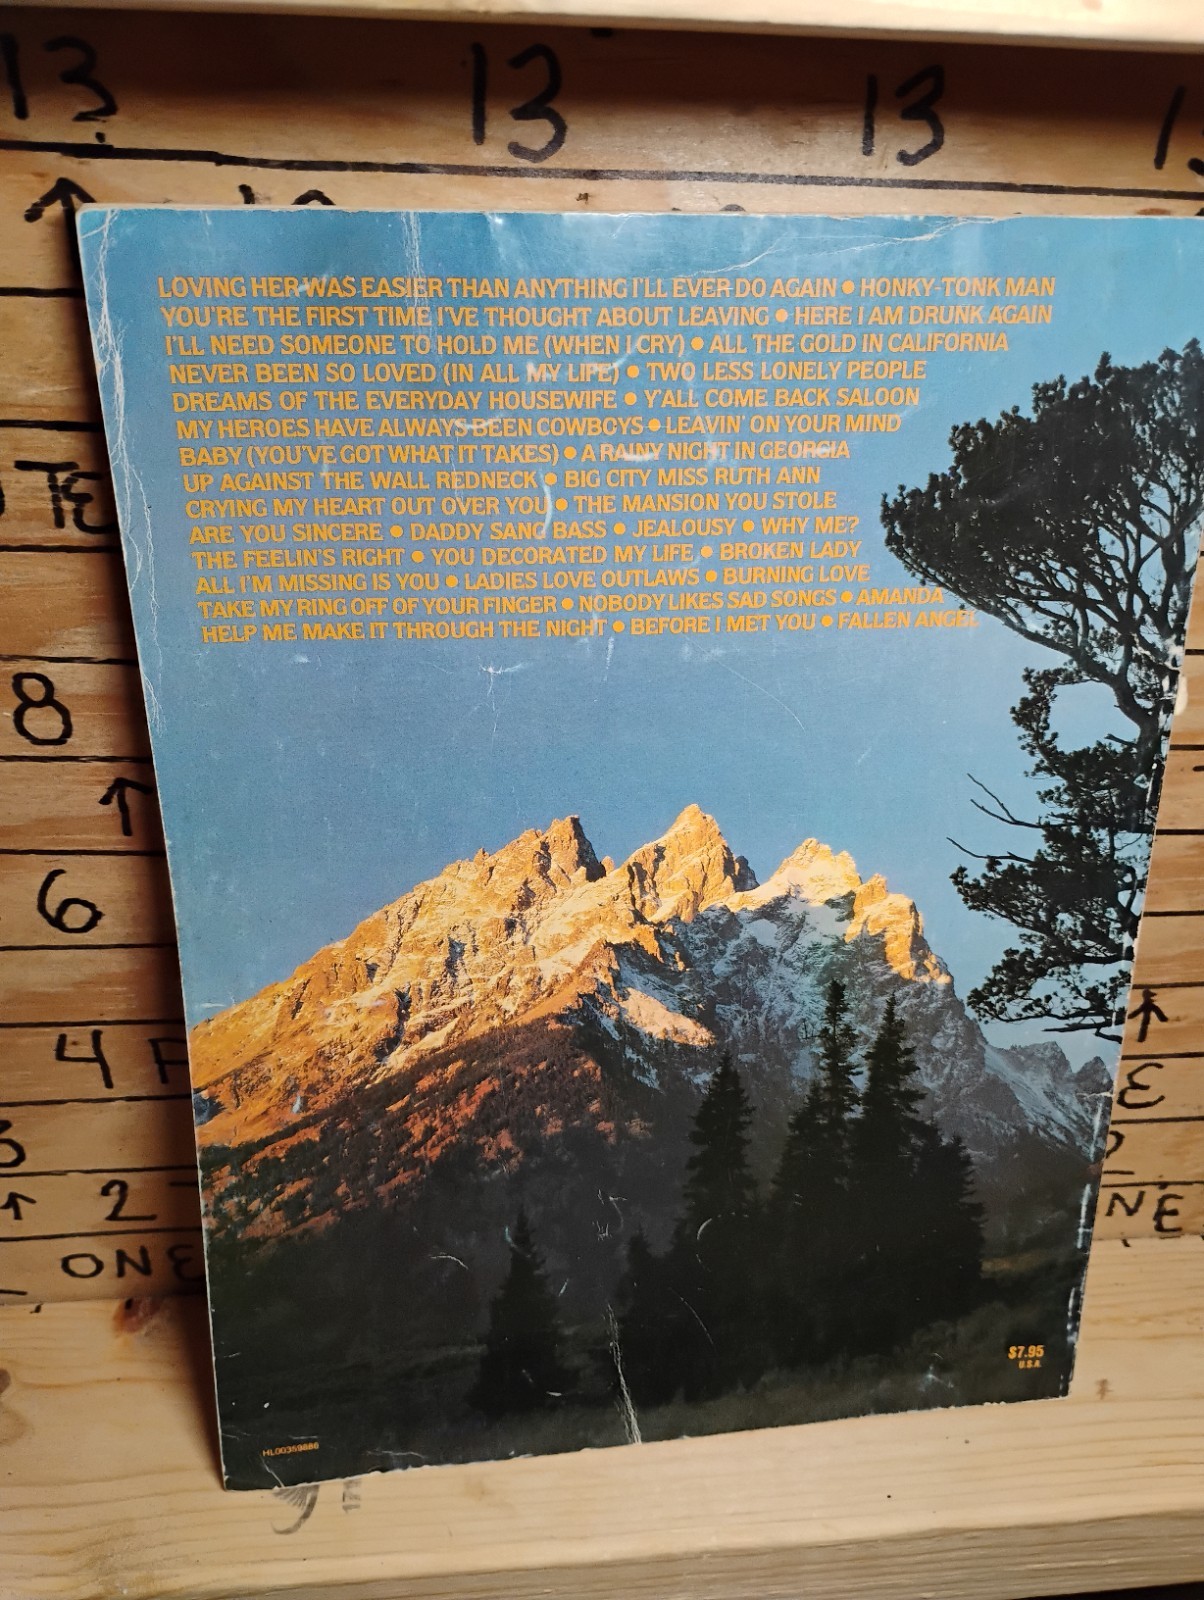 13 13 13
LOVING HER WAS EASIER THAN ANYTHING I'LL EVER DO AGAIN • HONKY-TONK MAN
YOU'RE THE FIRST TIME I'VE THOUGHT ABOUT LEAVING • HERE I AM DRUNK AGAIN
I'LL NEED SOMEONE TO HOLD ME (WHEN I CRY) • ALL THE GOLD IN CALIFORNIA
NEVER BEEN SO LOVED (IN ALL MY LIFE) • TWO LESS LONELY PEOPLE
DREAMS OF THE EVERYDAY HOUSEWIFE • Y'ALL COME BACK SALOON
MY HEROES HAVE ALWAYS BEEN COWBOYS • LEAVIN' ON YOUR MIND
BABY (YOU'VE GOT WHAT IT TAKES) • A RAINY NIGHT IN GEORGIA
UP AGAINST THE WALL REDNECK • BIG CITY MISS RUTH ANN
CRYING MY HEART OUT OVER YOU • THE MANSION YOU STOLE
ARE YOU SINCERE • DADDY SANG BASS • JEALOUSY • WHY ME?
THE FEELIN'S RIGHT • YOU DECORATED MY LIFE • BROKEN LADY
ALL I'M MISSING IS YOU • LADIES LOVE OUTLAWS • BURNING LOVE
TAKE MY RING OFF OF YOUR FINGER • NOBODY LIKES SAD SONGS • AMANDA
HELP ME MAKE IT THROUGH THE NIGHT • BEFORE I MET YOU • FALLEN ANGEL
8
6
4
2
ONE
NE
$7.95
U.S.A.
HL00359886